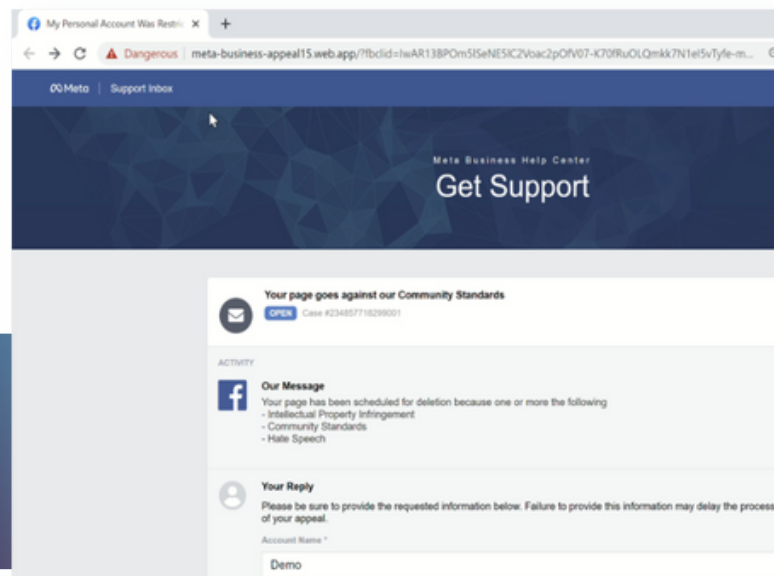 My Personal Account Was Restri
Dangerous
meta-business-appeal15.web.app/?fbclid=
Meta | Support Inbox
Meta Business Help Center
Get Support
Your page goes against our Community Standards
OPEN Case #234857718299001
ACTIVITY
Our Message
Your page has been scheduled for deletion because one or more the following
- Intellectual Property Infringement
- Community Standards
- Hate Speech
Your Reply
Please be sure to provide the requested information below. Failure to provide this information may delay the process
of your appeal.
Account Name *
Demo